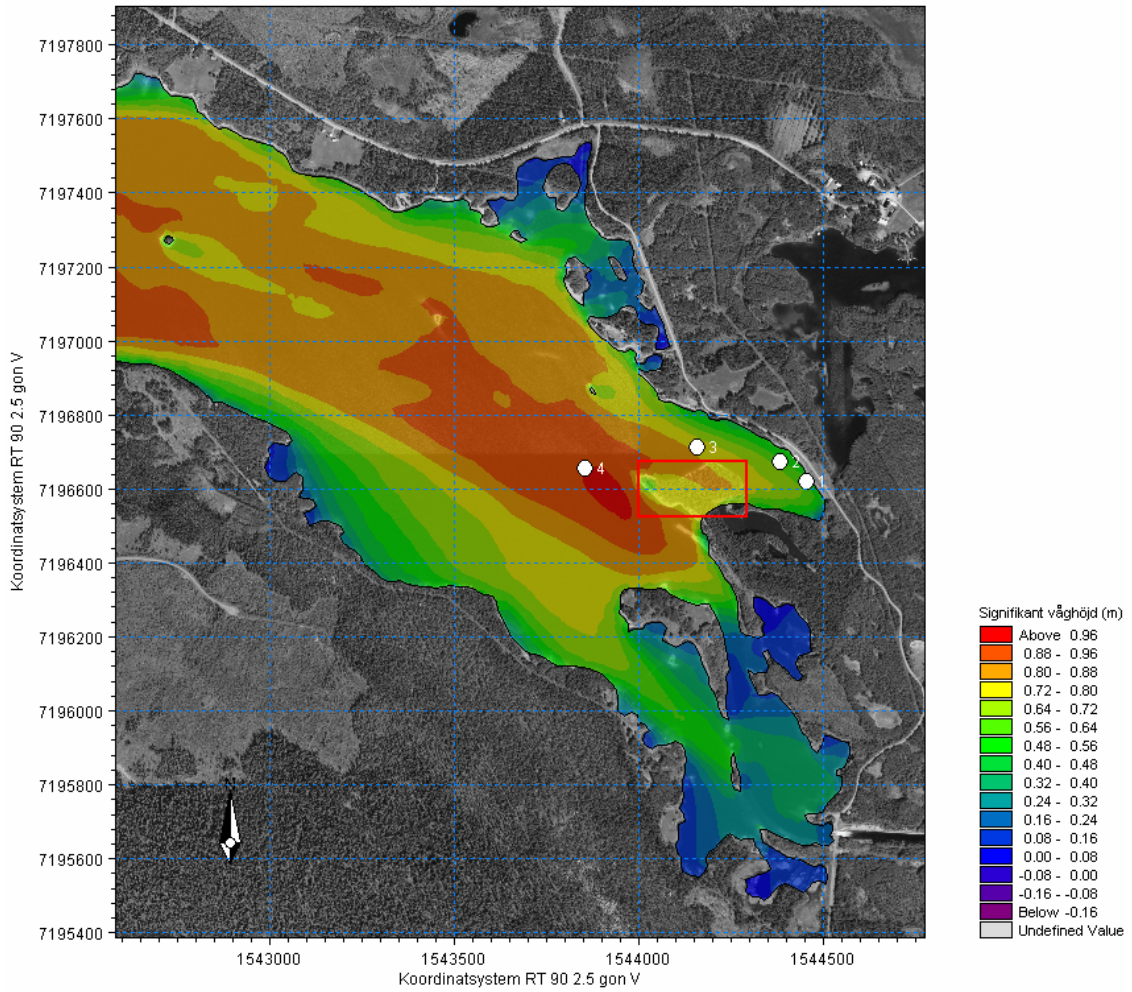 7197800
7197600
7197400
7197200
7197000
7196800
7196600
7196400
7196200
7196000
7195800
7195600
7195400
Koordinatsystem RT 90 2.5 gon V
3
4
2
1
N
1543000
1543500
1544000
1544500
Koordinatsystem RT 90 2.5 gon V
Signifikant våghöjd (m)
Above 0.96
0.88 - 0.96
0.80 - 0.88
0.72 - 0.80
0.64 - 0.72
0.56 - 0.64
0.48 - 0.56
0.40 - 0.48
0.32 - 0.40
0.24 - 0.32
0.16 - 0.24
0.08 - 0.16
0.00 - 0.08
-0.08 - 0.00
-0.16 - -0.08
Below -0.16
Undefined Value